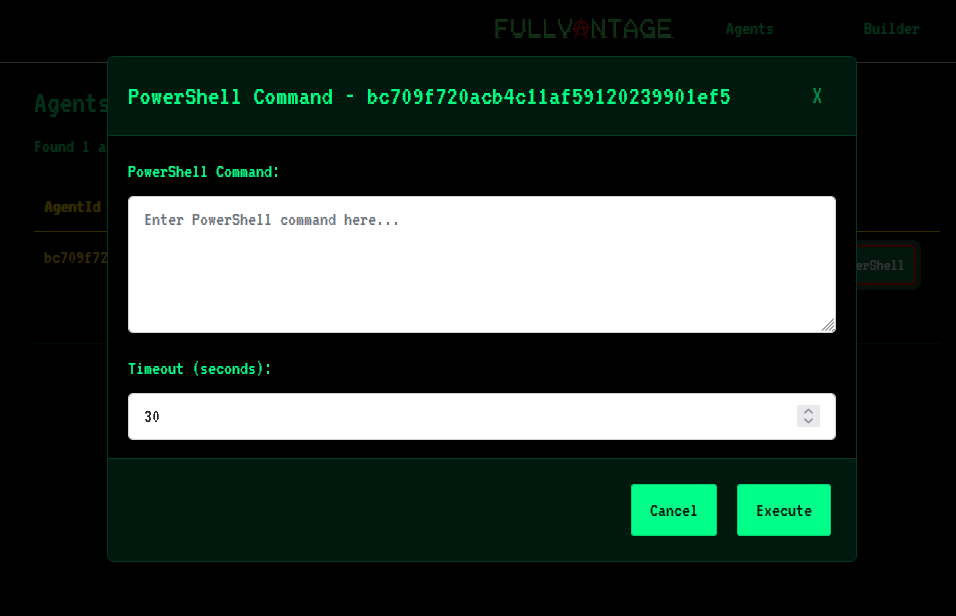 FULLVANTAGE
Agents
Builder
Agents
Found 1 a
AgentId
bc709f72
erShell
PowerShell Command - bc709f720acb4c11af59120239901ef5
X
PowerShell Command:
Enter PowerShell command here...
Timeout (seconds):
30
Cancel
Execute